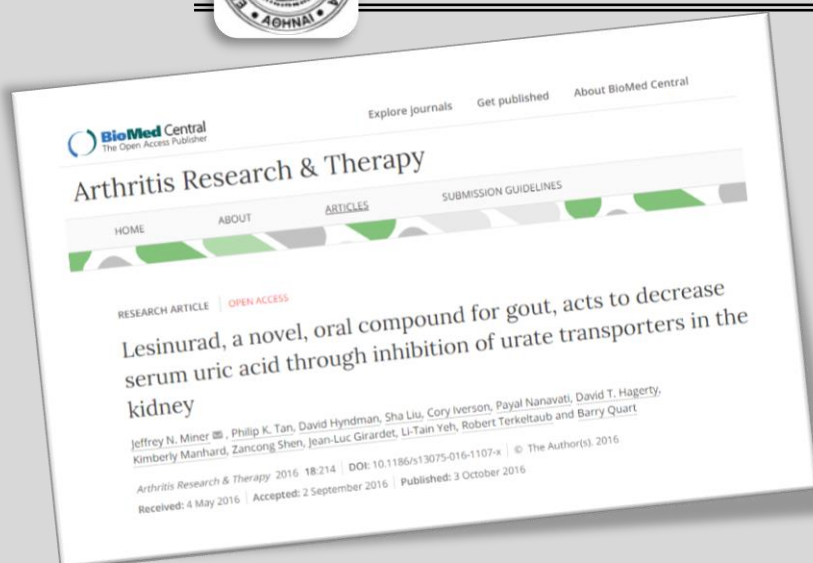 ΑΘΗΝΑΙ
BioMed Central
The Open Access Publisher
Explore journals Get published About BioMed Central
Arthritis Research & Therapy
HOME ABOUT ARTICLES SUBMISSION GUIDELINES
RESEARCH ARTICLE | OPEN ACCESS
Lesinurad, a novel, oral compound for gout, acts to decrease
serum uric acid through inhibition of urate transporters in the
kidney
Jeffrey N. Miner ✉, Philip K. Tan, David Hyndman, Sha Liu, Cory Iverson, Payal Nanavati, David T. Hagerty,
Kimberly Manhard, Zancong Shen, Jean-Luc Girardet, Li-Tain Yeh, Robert Terkeltaub and Barry Quart
Arthritis Research & Therapy 2016 18:214 | DOI: 10.1186/s13075-016-1107-x | © The Author(s). 2016
Received: 4 May 2016 | Accepted: 2 September 2016 | Published: 3 October 2016